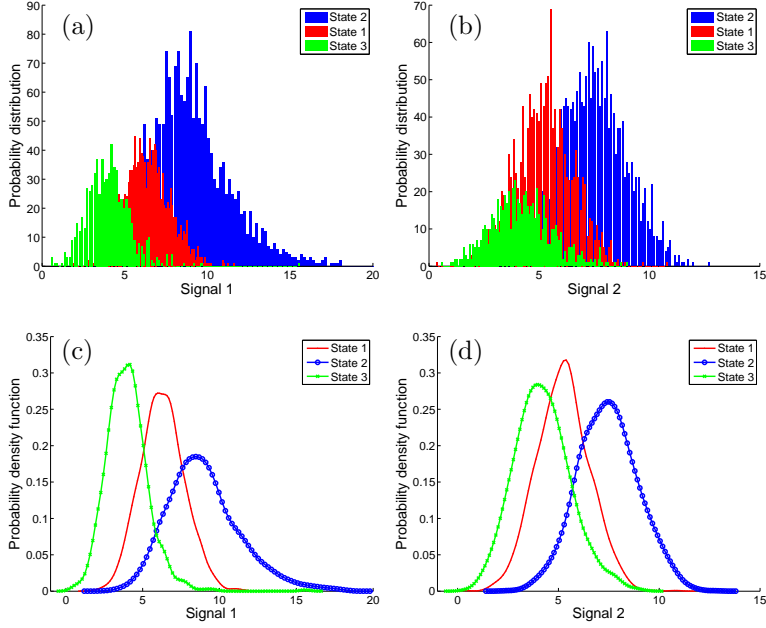 (a)
Probability distribution
90
80
70
60
50
40
30
20
10
0
0 5 10 15 20
Signal 1
State 2
State 1
State 3
(b)
Probability distribution
70
60
50
40
30
20
10
0
0 5 10 15
Signal 2
State 2
State 1
State 3
(c)
Probability density function
0.35
0.3
0.25
0.2
0.15
0.1
0.05
0
0 5 10 15 20
Signal 1
State 1
State 2
State 3
(d)
Probability density function
0.35
0.3
0.25
0.2
0.15
0.1
0.05
0
0 5 10 15
Signal 2
State 1
State 2
State 3